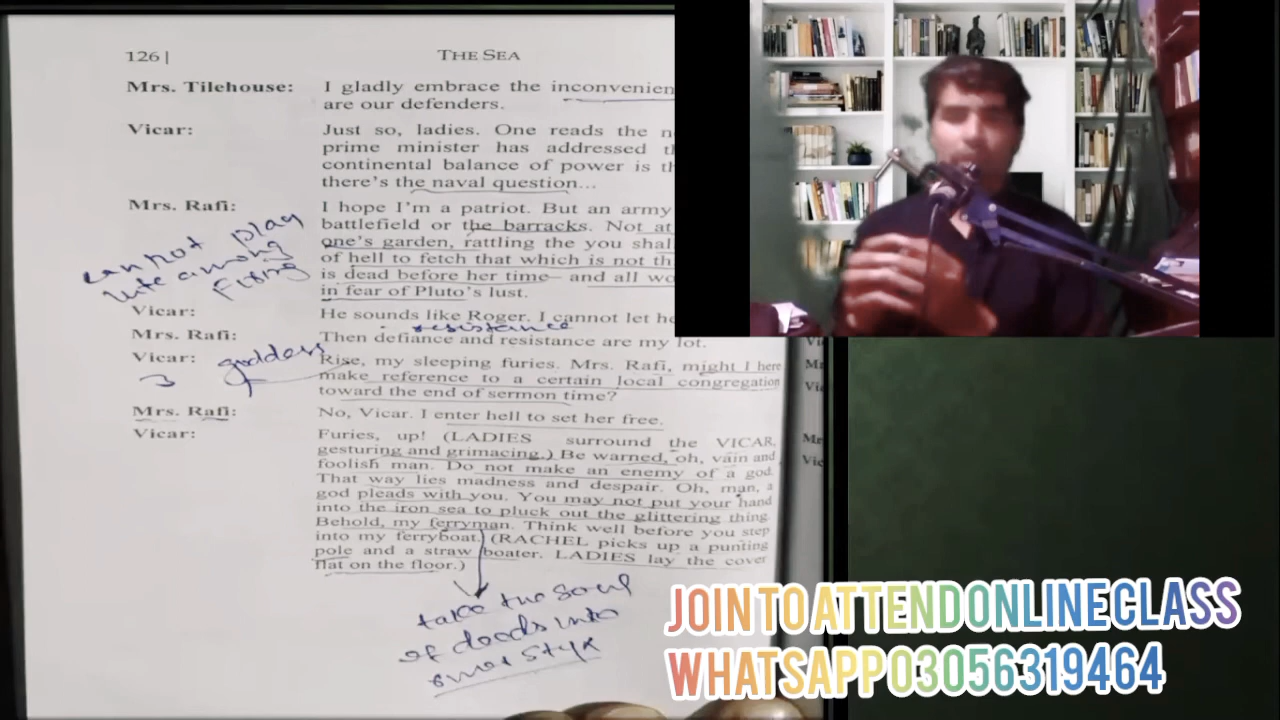 126 |
THE SEA
Mrs. Tilehouse: I gladly embrace the inconvenien
are our defenders.
Vicar: Just so, ladies. One reads the n
prime minister has addressed t
continental balance of power is th
there's the naval question...
Mrs. Rafi: I hope I'm a patriot. But an army
battlefield or the barracks. Not at
one's garden, rattling the you shal
of hell to fetch that which is not th
is dead before her time— and all wo
in fear of Pluto's lust.
can not play
lute among
firing
Vicar: He sounds like Roger. I cannot let he
resistance
Mrs. Rafi: Then defiance and resistance are my lot.
goddess
Vicar: Rise, my sleeping furies. Mrs. Rafi, might I here
3
make reference to a certain local congregation
toward the end of sermon time?
Mrs. Rafi: No, Vicar. I enter hell to set her free.
Vicar: Furies, up! (LADIES surround the VICAR,
gesturing and grimacing.) Be warned, oh, vain and
foolish man. Do not make an enemy of a god.
That way lies madness and despair. Oh, man, a
god pleads with you. You may not put your hand
into the iron sea to pluck out the glittering thing.
Behold, my ferryman. Think well before you step
into my ferryboat. (RACHEL picks up a punting
pole and a straw boater. LADIES lay the cover
flat on the floor.)
take the soul
of deads into
Styx
Mr
Vic
Mr
Vic
JOIN TO ATTEND ONLINE CLASS
WHATSAPP 03056319464